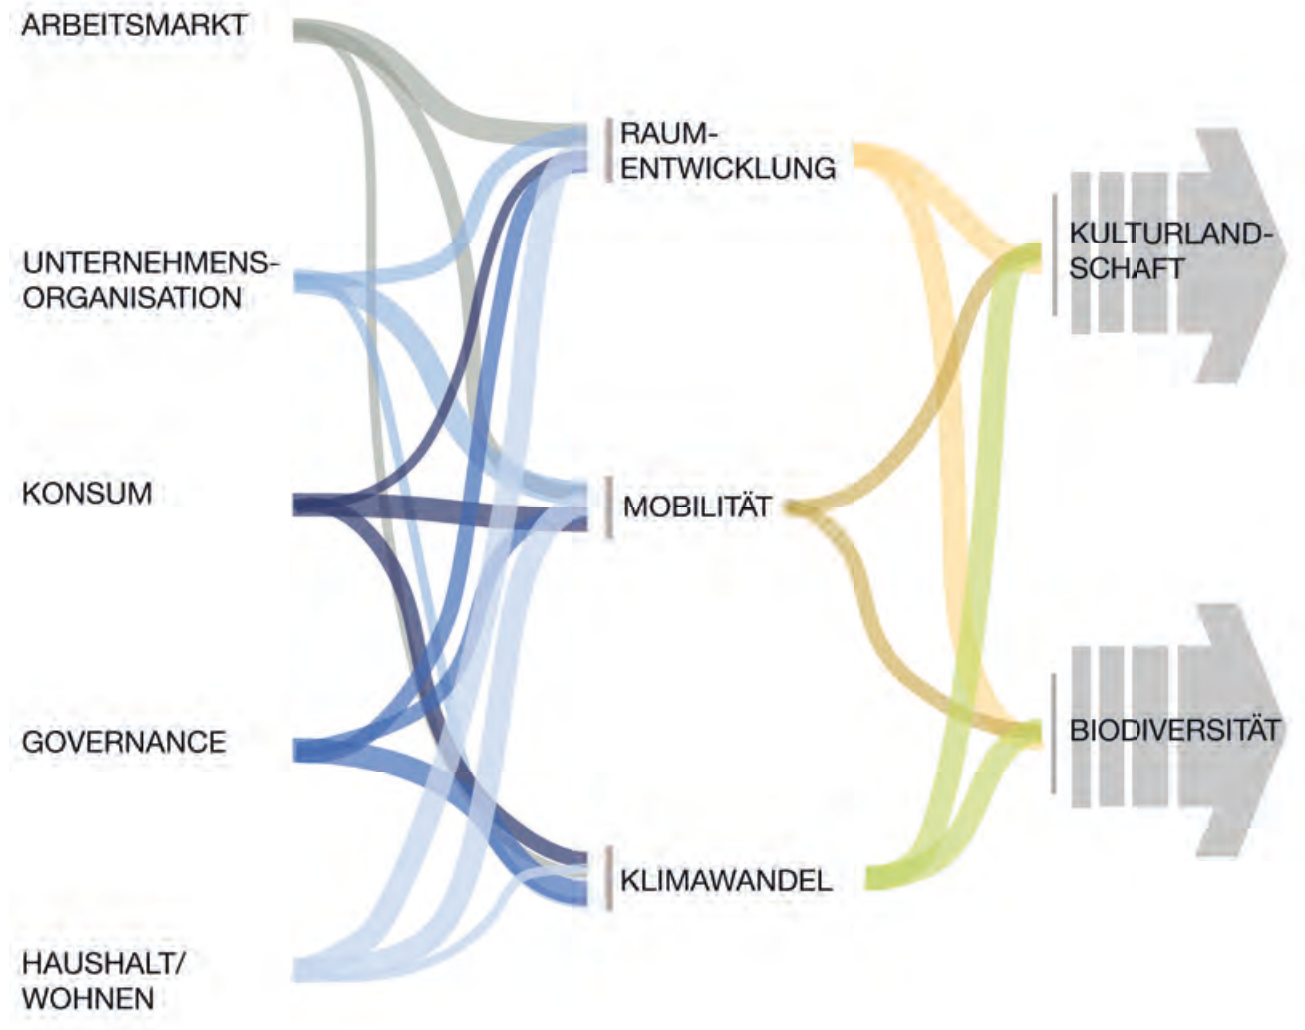 ARBEITSMARKT
UNTERNEHMENS-
ORGANISATION
KONSUM
GOVERNANCE
HAUSHALT/
WOHNEN
RAUM-
ENTWICKLUNG
MOBILITÄT
KLIMAWANDEL
KULTURLAND-
SCHAFT
BIODIVERSITÄT